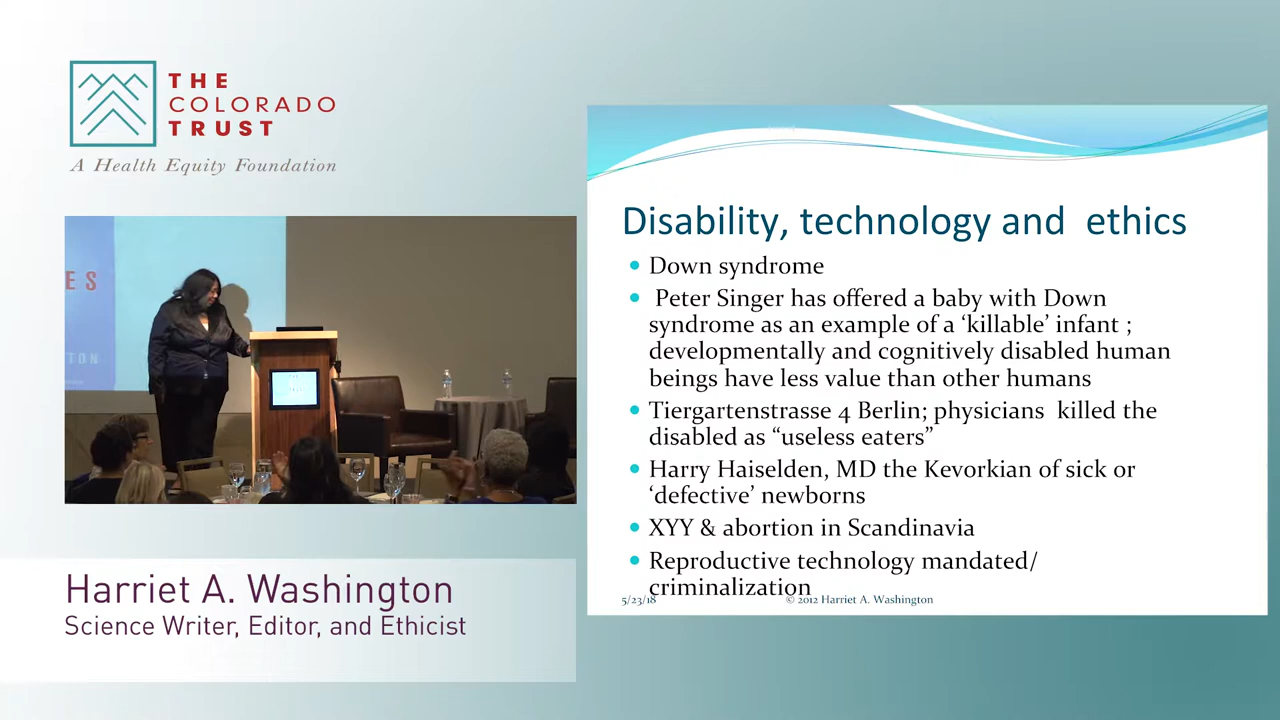 THE
COLORADO
TRUST
A Health Equity Foundation
ES
TON
Harriet A. Washington
Science Writer, Editor, and Ethicist
Disability, technology and  ethics
• Down syndrome
• Peter Singer has offered a baby with Down
syndrome as an example of a ‘killable’ infant ;
developmentally and cognitively disabled human
beings have less value than other humans
• Tiergartenstrasse 4 Berlin; physicians  killed the
disabled as “useless eaters”
• Harry Haiselden, MD the Kevorkian of sick or
‘defective’ newborns
• XYY & abortion in Scandinavia
• Reproductive technology mandated/
criminalization
5/23/18
© 2012 Harriet A. Washington